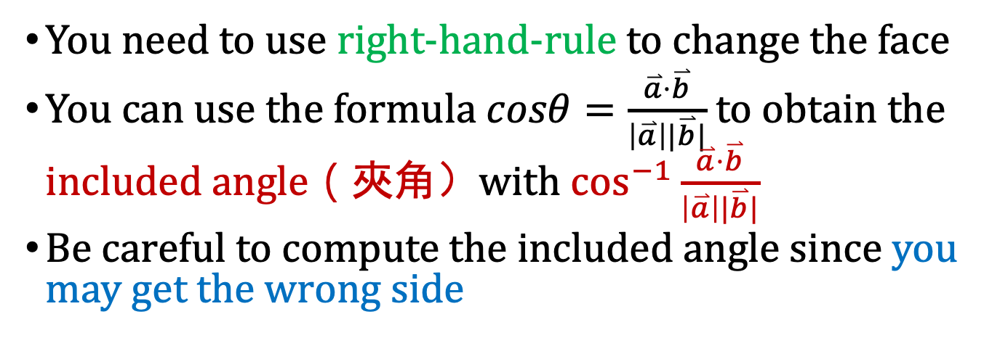 • You need to use right-hand-rule to change the face
• You can use the formula $cos\theta = \frac{\vec{a}\cdot\vec{b}}{|\vec{a}||\vec{b}|}$ to obtain the
included angle（夾角）with $\cos^{-1}\frac{\vec{a}\cdot\vec{b}}{|\vec{a}||\vec{b}|}$
• Be careful to compute the included angle since you
may get the wrong side